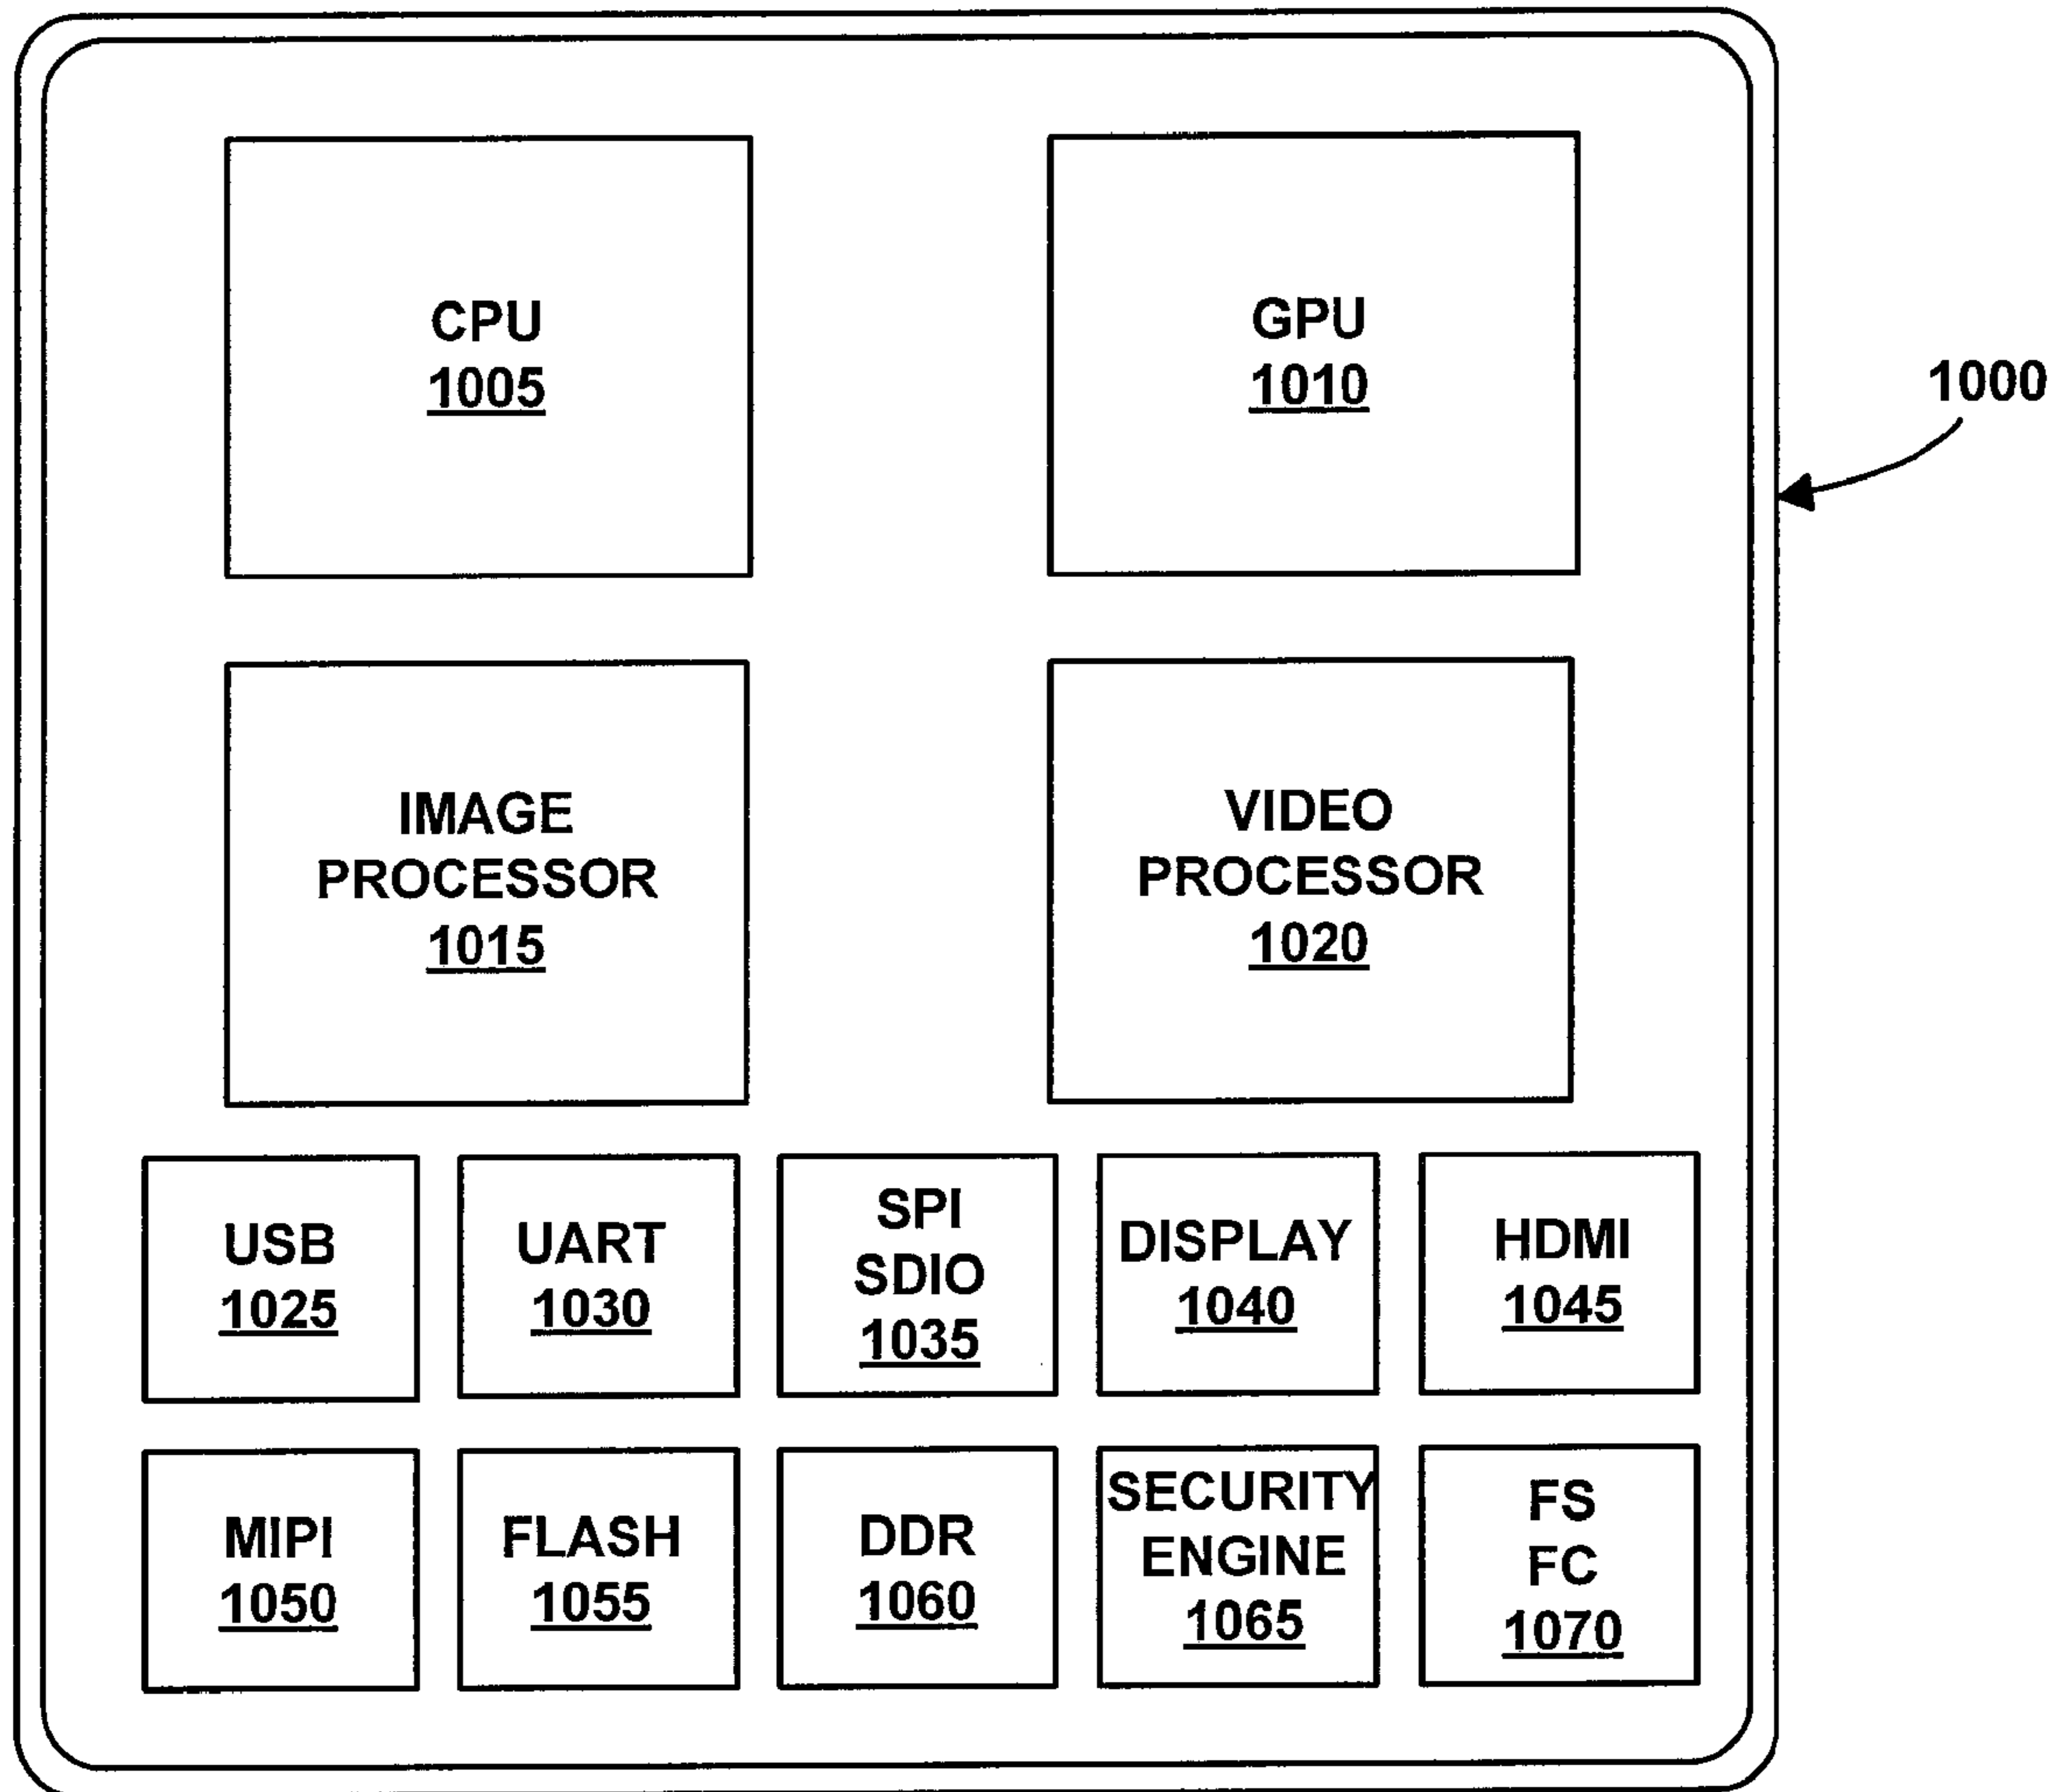 CPU
1005
GPU
1010
1000
IMAGE
PROCESSOR
1015
VIDEO
PROCESSOR
1020
USB
1025
UART
1030
SPI
SDIO
1035
DISPLAY
1040
HDMI
1045
MIPI
1050
FLASH
1055
DDR
1060
SECURITY
ENGINE
1065
FS
FC
1070